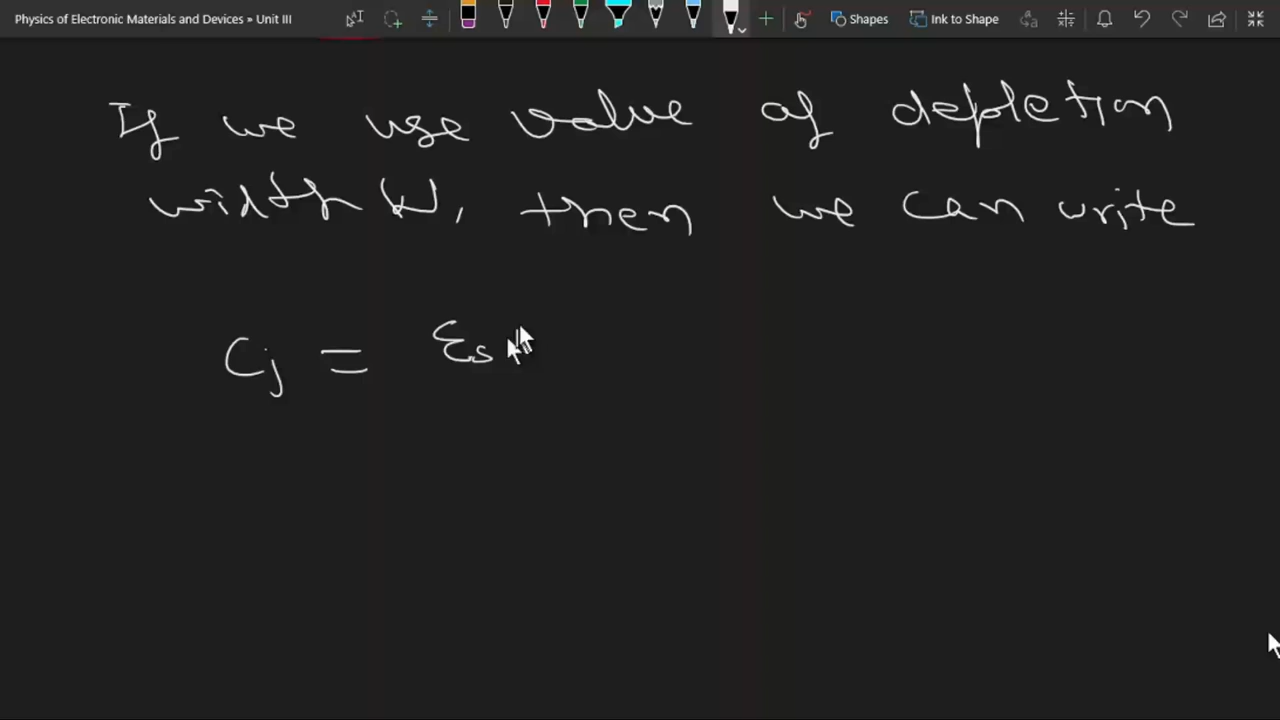 Physics of Electronic Materials and Devices » Unit III
Shapes
Ink to Shape
If we use value of depletion
width W, then we can write
Cj = εs